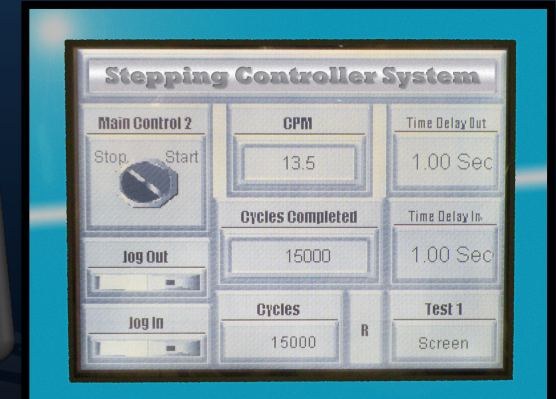 Stepping Controller System
Main Control 2
Stop
Start
CPM
13.5
Time Delay Out
1.00 Sec
Cycles Completed
15000
Time Delay In.
1.00 Sec
Jog Out
Jog In
Cycles
15000
R
Test 1
Screen